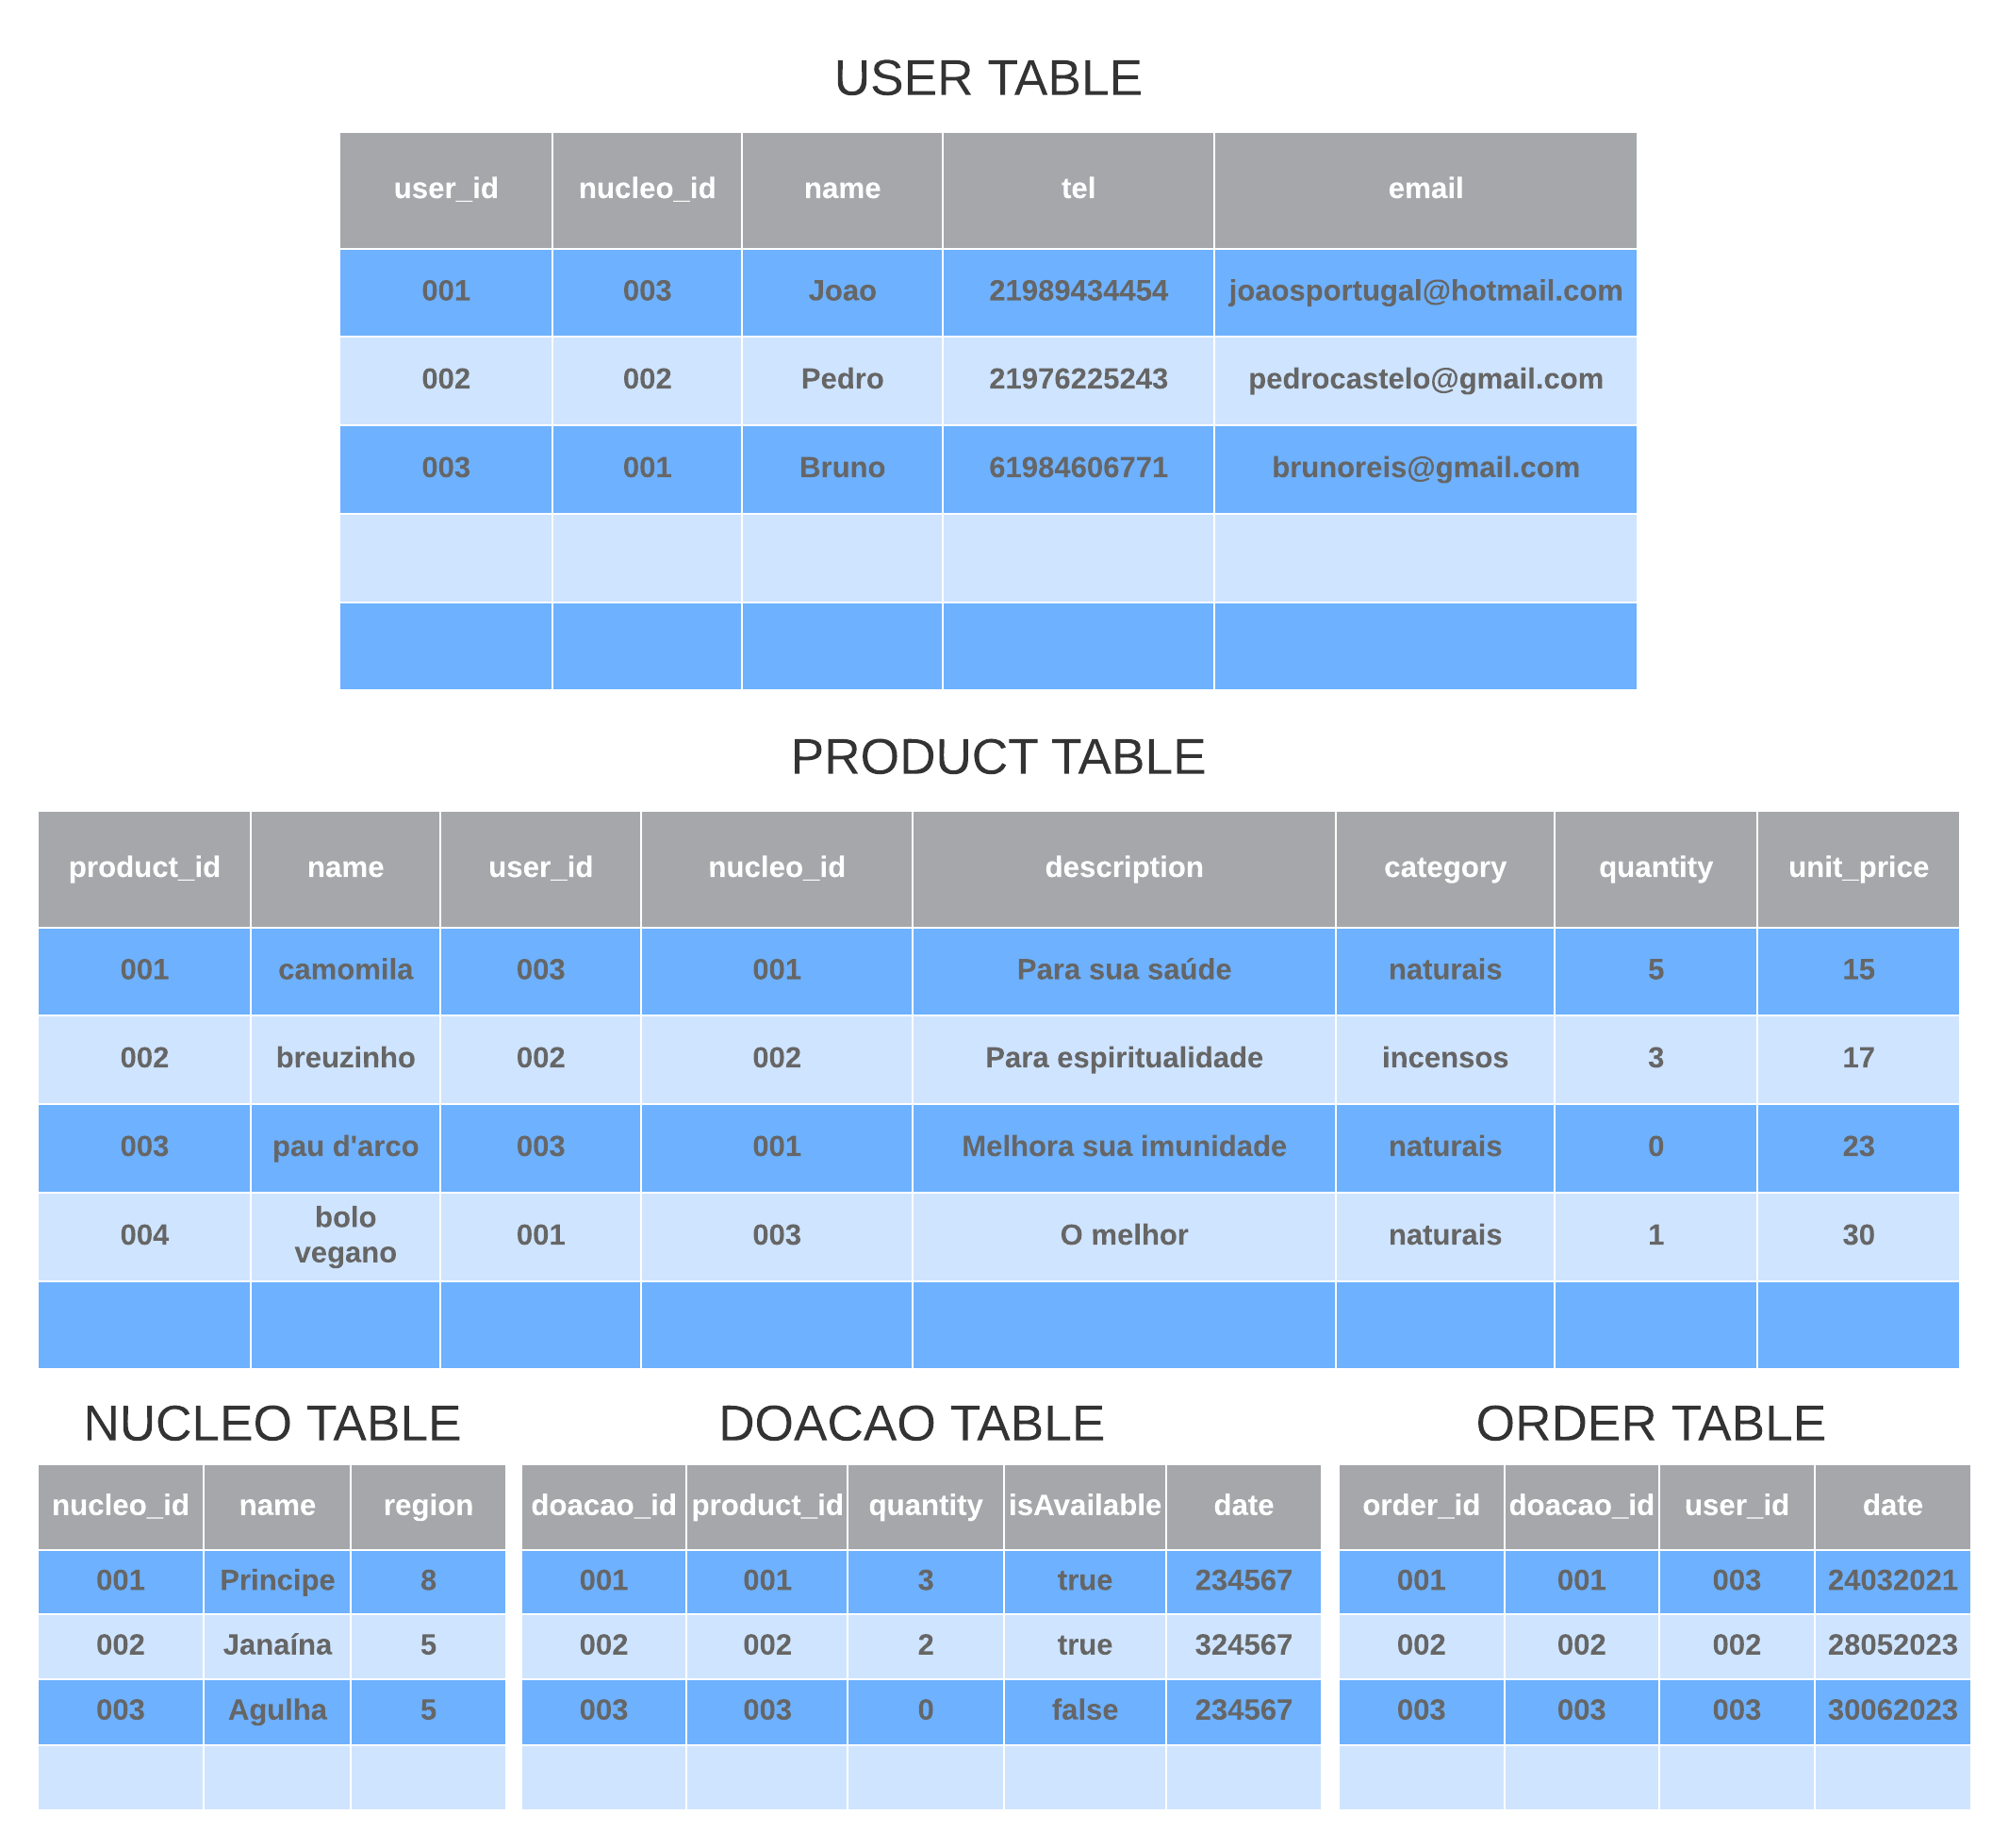 USER TABLE
user_id nucleo_id name tel email
001 003 Joao 21989434454 joaosportugal@hotmail.com
002 002 Pedro 21976225243 pedrocastelo@gmail.com
003 001 Bruno 61984606771 brunoreis@gmail.com
PRODUCT TABLE
product_id name user_id nucleo_id description category quantity unit_price
001 camomila 003 001 Para sua saúde naturais 5 15
002 breuzinho 002 002 Para espiritualidade incensos 3 17
003 pau d'arco 003 001 Melhora sua imunidade naturais 0 23
004 bolo vegano 001 003 O melhor naturais 1 30
NUCLEO TABLE
nucleo_id name region
001 Principe 8
002 Janaína 5
003 Agulha 5
DOACAO TABLE
doacao_id product_id quantity isAvailable date
001 001 3 true 234567
002 002 2 true 324567
003 003 0 false 234567
ORDER TABLE
order_id doacao_id user_id date
001 001 003 24032021
002 002 002 28052023
003 003 003 30062023